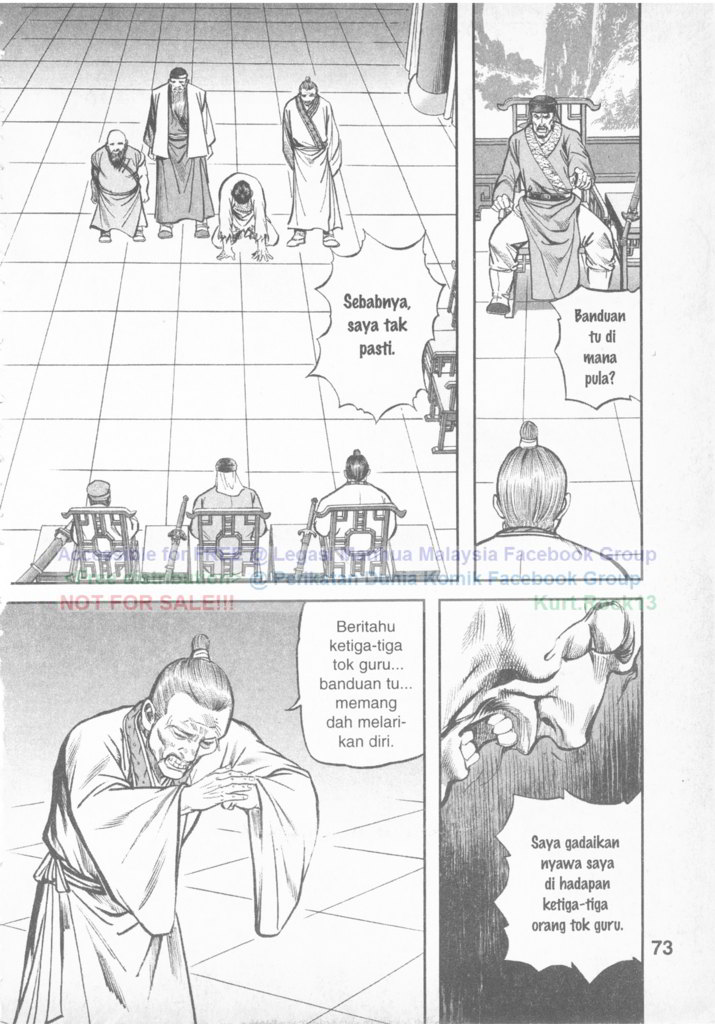 Sebabnya,
saya tak
pasti.
Banduan
tu di
mana
pula?
Accessible for FREE @ Legasi Manhua Malaysia Facebook Group
@ Perikatan Dunia Komik Facebook Group
NOT FOR SALE!!!
Kurt.Rock13
Beritahu
ketiga-tiga
tok guru...
banduan tu...
memang
dah melari-
kan diri.
Saya gadaikan
nyawa saya
di hadapan
ketiga-tiga
orang tok guru.
73